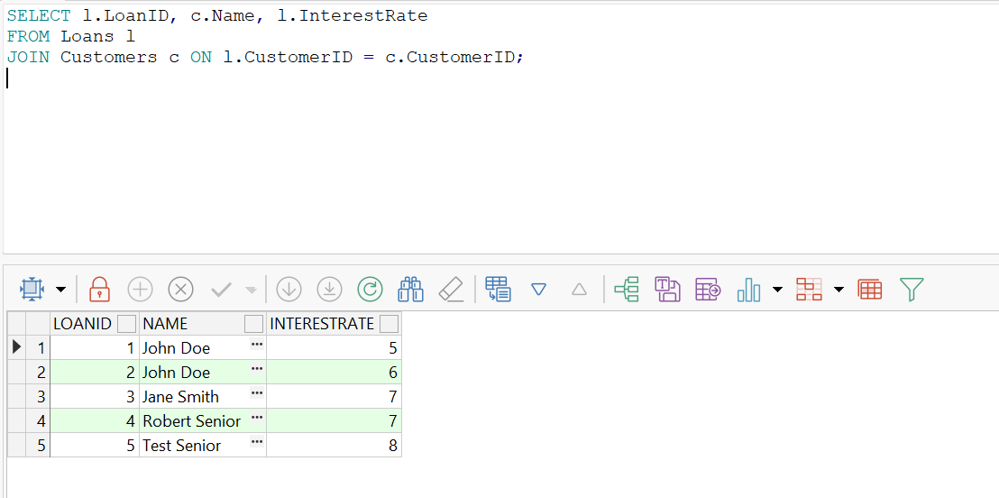 SELECT l.LoanID, c.Name, l.InterestRate
FROM Loans l
JOIN Customers c ON l.CustomerID = c.CustomerID;
LOANID NAME INTERESTRATE
1 1 John Doe ••• 5
2 2 John Doe ••• 6
3 3 Jane Smith ••• 7
4 4 Robert Senior ••• 7
5 5 Test Senior ••• 8